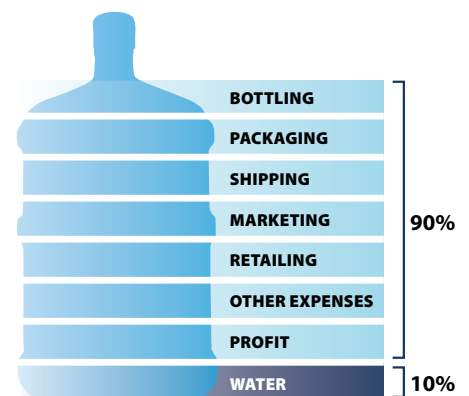 BOTTLING
PACKAGING
SHIPPING
MARKETING
90%
RETAILING
OTHER EXPENSES
PROFIT
WATER
10%